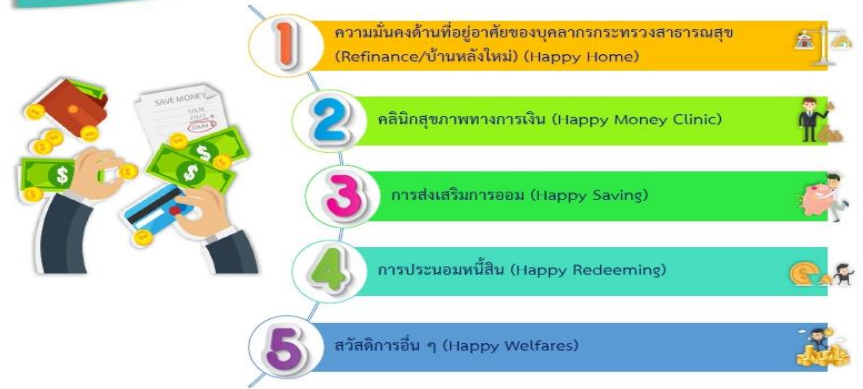 SAVE MONEY
1
ความมั่นคงด้านที่อยู่อาศัยของบุคลากรกระทรวงสาธารณสุข
(Refinance/บ้านหลังใหม่) (Happy Home)
2
คลินิกสุขภาพทางการเงิน (Happy Money Clinic)
3
การส่งเสริมการออม (Happy Saving)
4
การประนอมหนี้สิน (Happy Redeeming)
5
สวัสดิการอื่น ๆ (Happy Welfares)